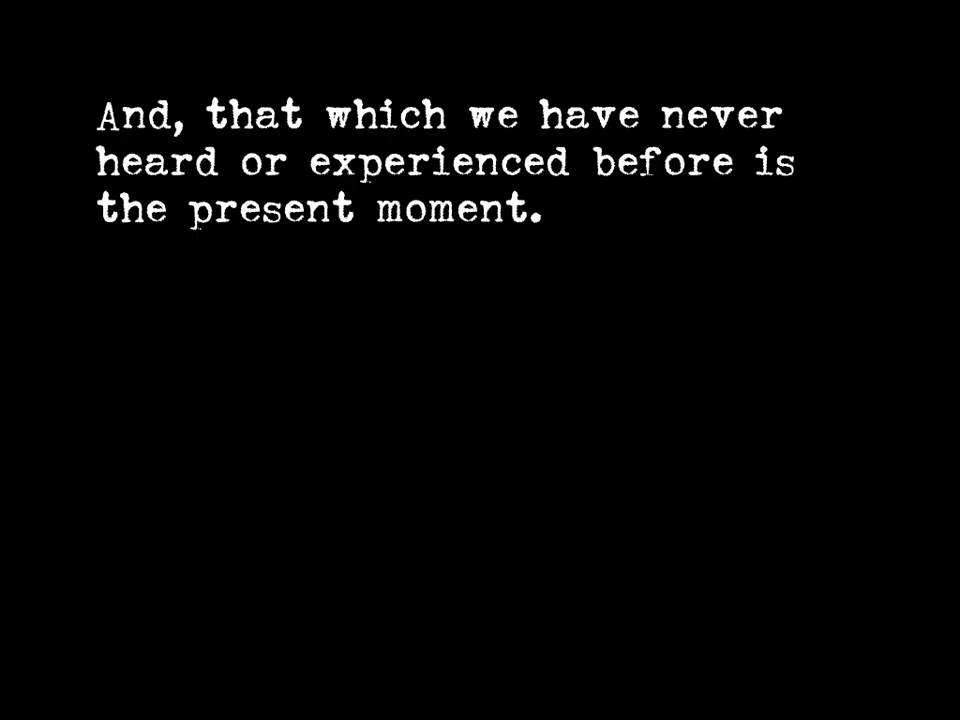 And, that which we have never
heard or experienced before is
the present moment.